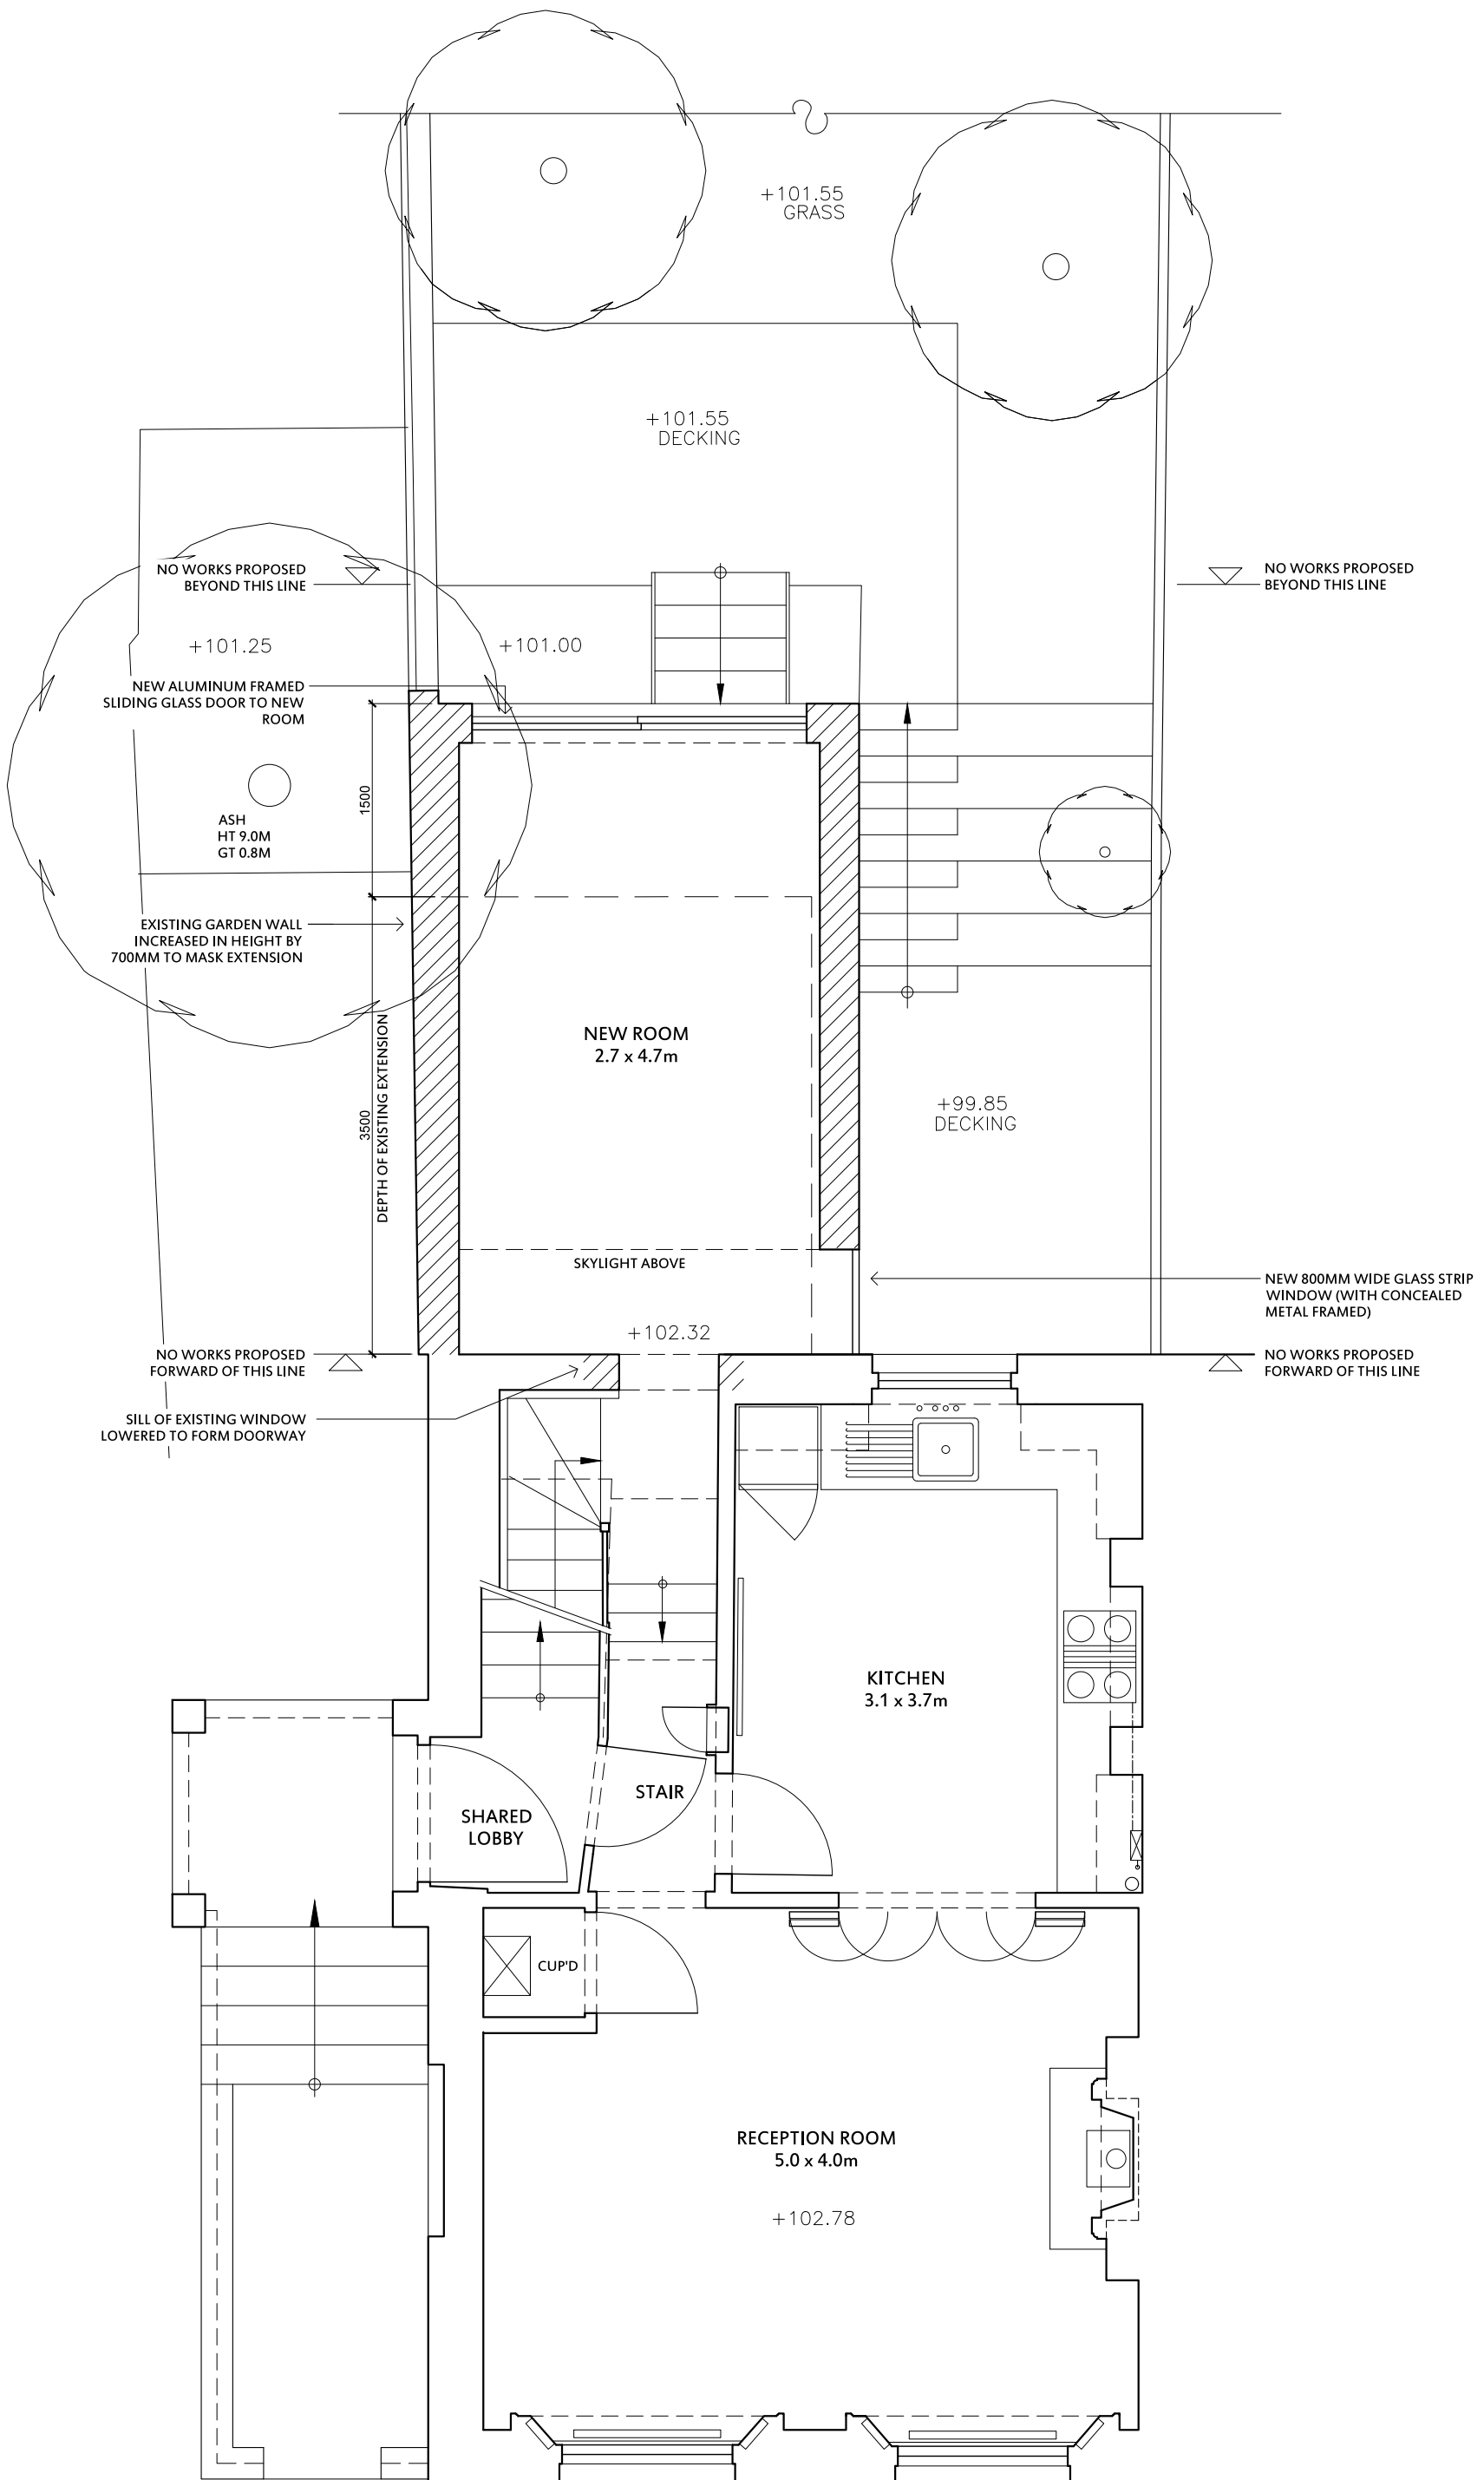 +101.55
GRASS
+101.55
DECKING
NO WORKS PROPOSED
BEYOND THIS LINE
NO WORKS PROPOSED
BEYOND THIS LINE
+101.25
+101.00
NEW ALUMINUM FRAMED
SLIDING GLASS DOOR TO NEW
ROOM
1500
ASH
HT 9.0M
GT 0.8M
EXISTING GARDEN WALL
INCREASED IN HEIGHT BY
700MM TO MASK EXTENSION
NEW ROOM
2.7 x 4.7m
3500
DEPTH OF EXISTING EXTENSION
+99.85
DECKING
SKYLIGHT ABOVE
NEW 800MM WIDE GLASS STRIP
WINDOW (WITH CONCEALED
METAL FRAMED)
+102.32
NO WORKS PROPOSED
FORWARD OF THIS LINE
NO WORKS PROPOSED
FORWARD OF THIS LINE
SILL OF EXISTING WINDOW
LOWERED TO FORM DOORWAY
KITCHEN
3.1 x 3.7m
STAIR
SHARED
LOBBY
CUP'D
RECEPTION ROOM
5.0 x 4.0m
+102.78